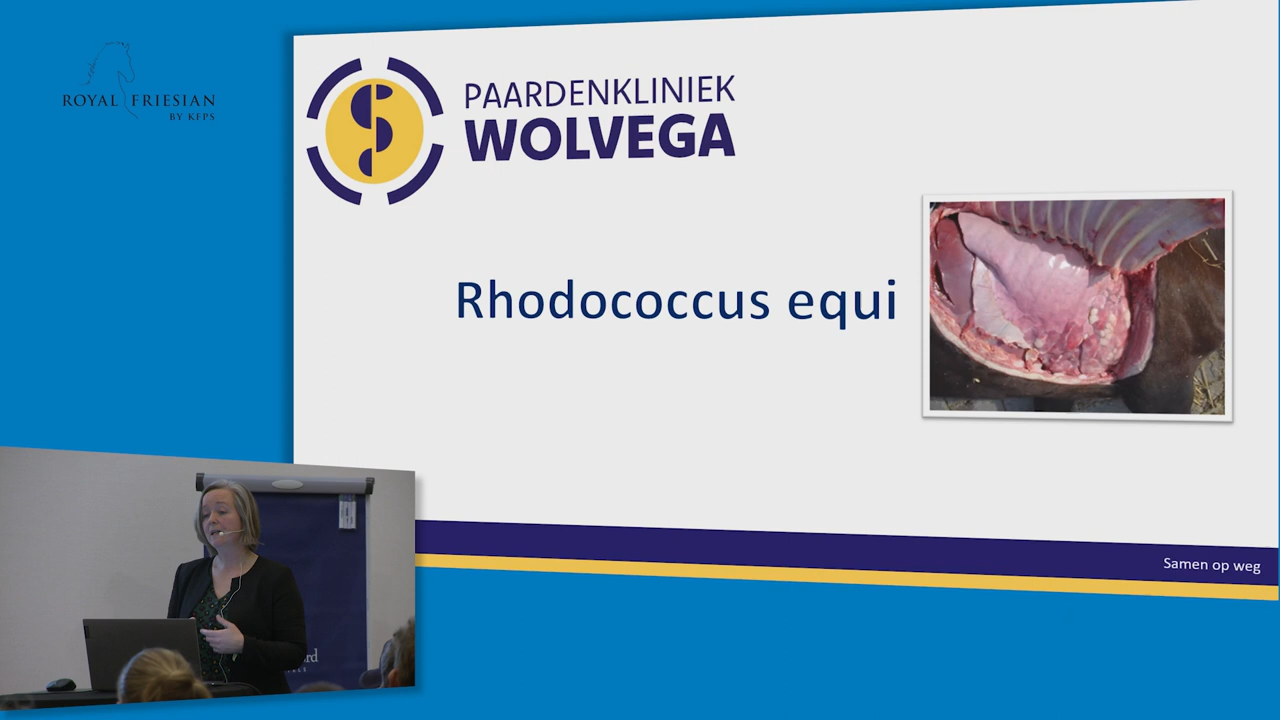 ROYAL FRIESIAN
BY KFPS
PAARDENKLINIEK
WOLVEGA
Rhodococcus equi
Samen op weg